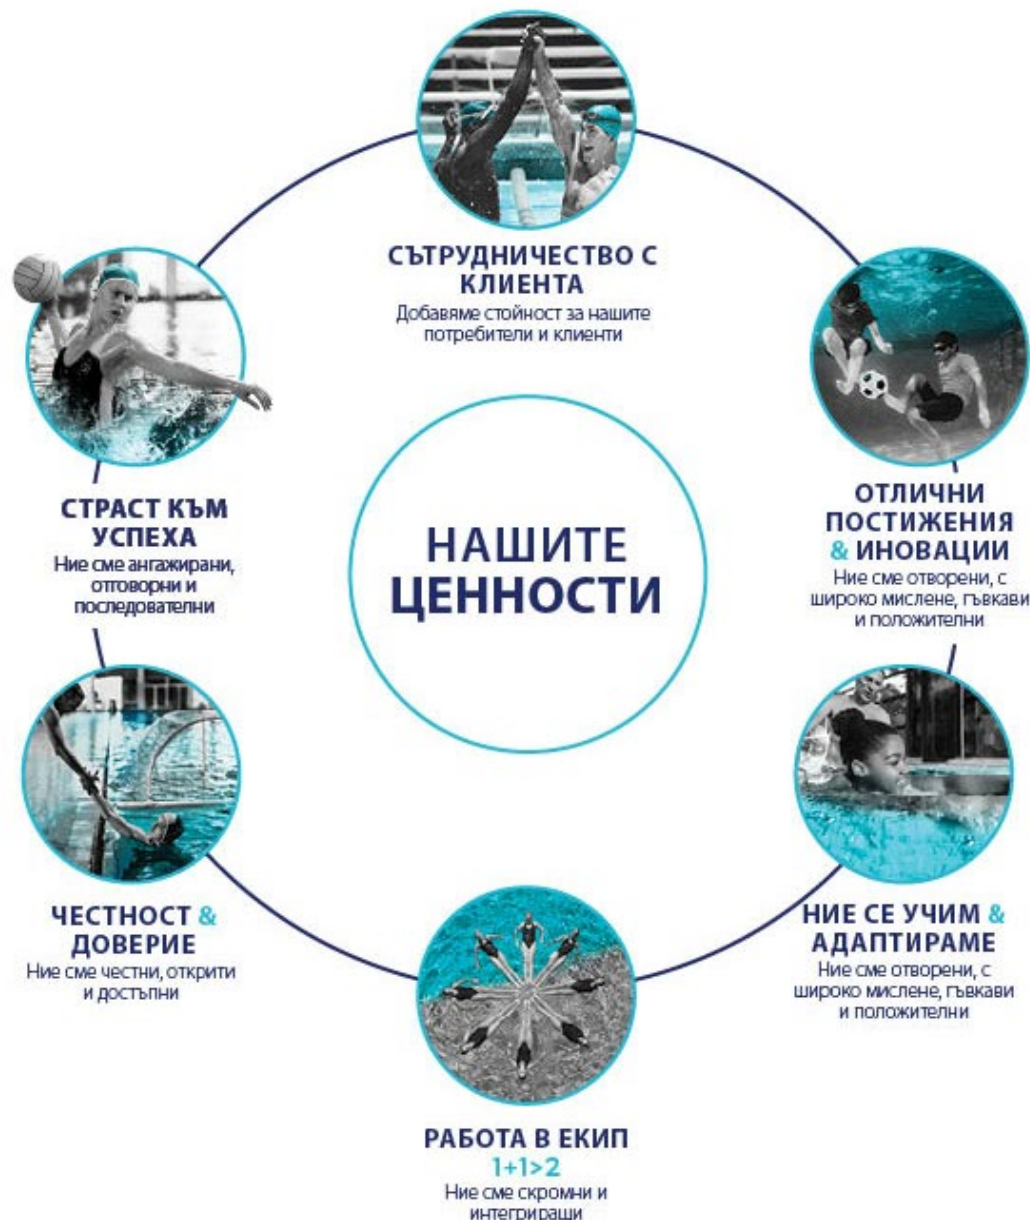 СЪТРУДНИЧЕСТВО С
КЛИЕНТА
Добавяме стойност за нашите
потребители и клиенти
ОТЛИЧНИ
ПОСТИЖЕНИЯ
& ИНОВАЦИИ
Ние сме отворени, с
широко мислене, гъвкави
и положителни
СТРАСТ КЪМ
УСПЕХА
Ние сме ангажирани,
отговорни и
последователни
НАШИТЕ
ЦЕННОСТИ
НИЕ СЕ УЧИМ &
АДАПТИРАМЕ
Ние сме отворени, с
широко мислене, гъвкави
и положителни
ЧЕСТНОСТ &
ДОВЕРИЕ
Ние сме честни, открити
и достъпни
РАБОТА В ЕКИП
1+1>2
Ние сме скромни и
интегриращи